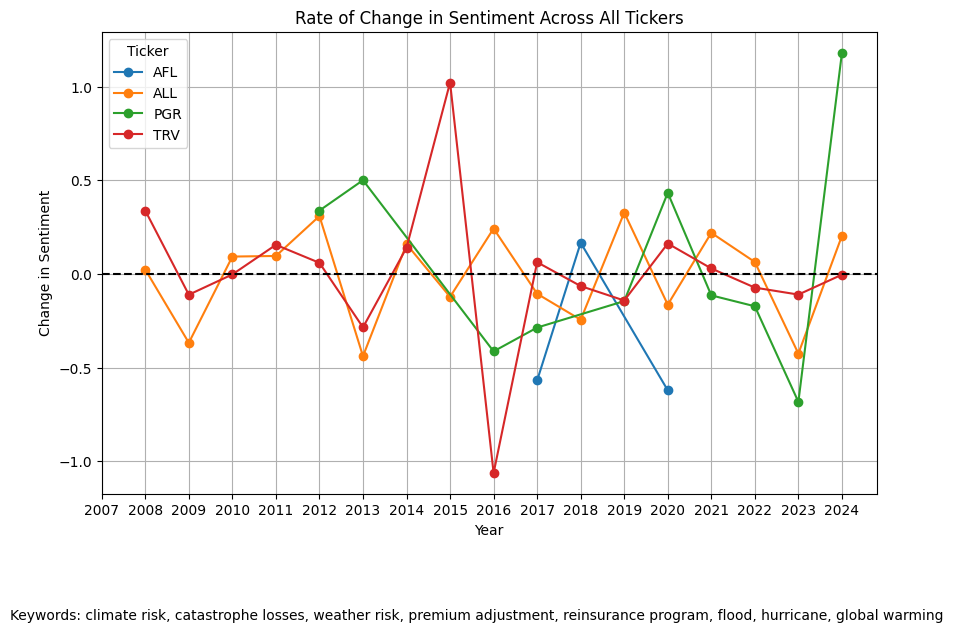 Rate of Change in Sentiment Across All Tickers
Ticker
AFL
ALL
PGR
TRV
1.0
0.5
0.0
−0.5
−1.0
Change in Sentiment
2007 2008 2009 2010 2011 2012 2013 2014 2015 2016 2017 2018 2019 2020 2021 2022 2023 2024
Year
Keywords: climate risk, catastrophe losses, weather risk, premium adjustment, reinsurance program, flood, hurricane, global warming